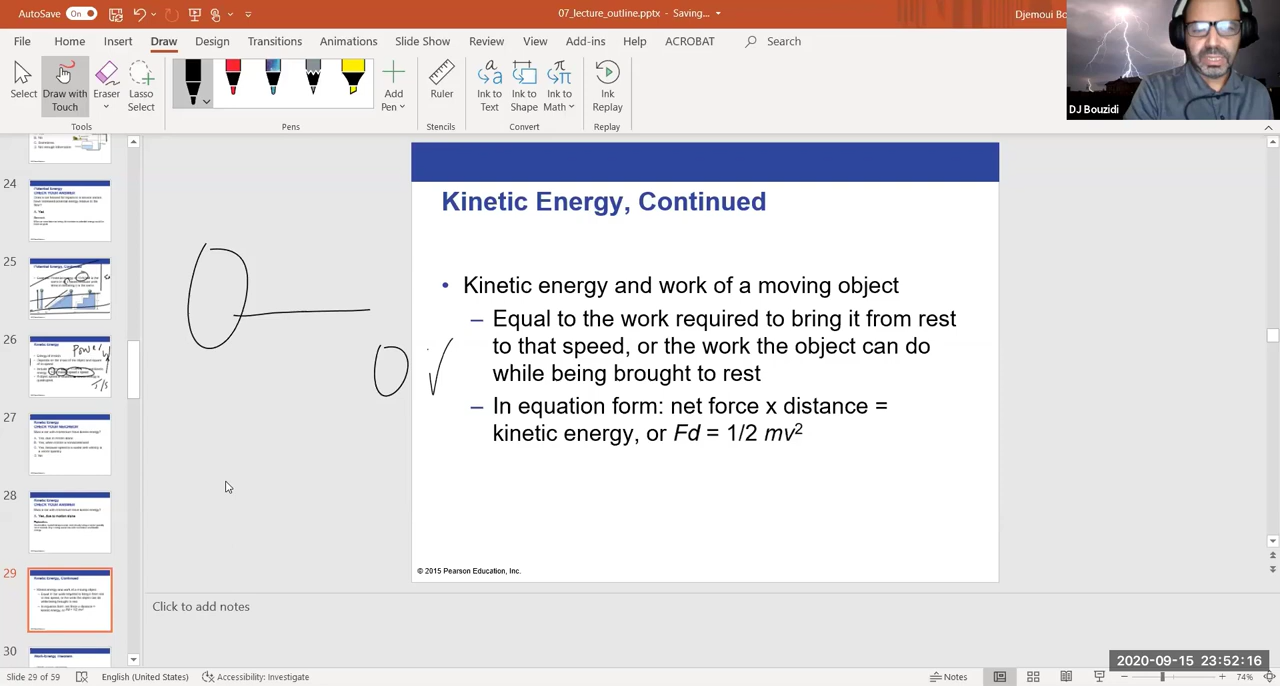 AutoSave On 07_lecture_outline.pptx - Saving... Djemoui Bo
File Home Insert Draw Design Transitions Animations Slide Show Review View Add-ins Help ACROBAT Search
Select Draw with Touch Eraser Lasso Select Add Pen Ruler Ink to Text Ink to Shape Ink to Math Ink Replay
Tools Pens Stencils Convert Replay
DJ Bouzidi
24
25
26
27
28
29
30
Kinetic Energy, Continued
• Kinetic energy and work of a moving object
– Equal to the work required to bring it from rest
to that speed, or the work the object can do
while being brought to rest
– In equation form: net force x distance =
kinetic energy, or Fd = 1/2 mv²
© 2015 Pearson Education, Inc.
Click to add notes
2020-09-15 23:52:16
Slide 29 of 59 English (United States) Accessibility: Investigate Notes 74%